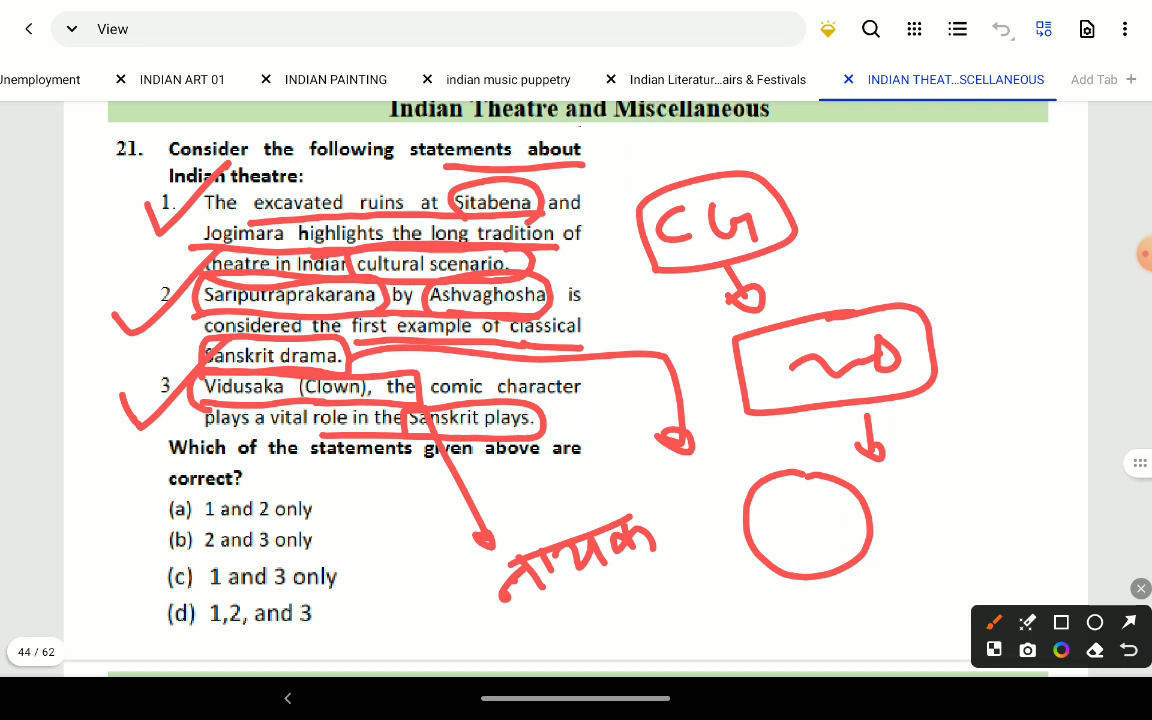 View
Jnemployment
INDIAN ART 01
INDIAN PAINTING
indian music puppetry
Indian Literatur...airs & Festivals
INDIAN THEAT...SCELLANEOUS
Add Tab +
Indian Theatre and Miscellaneous
21. Consider the following statements about
Indian theatre:
1. The excavated ruins at Sitabena and
Jogimara highlights the long tradition of
theatre in Indian cultural scenario.
2. Sariputraprakarana by Ashvaghosha is
considered the first example of classical
Sanskrit drama.
3 Vidusaka (Clown), the comic character
plays a vital role in the Sanskrit plays.
Which of the statements given above are
correct?
(a) 1 and 2 only
(b) 2 and 3 only
(c) 1 and 3 only
(d) 1,2, and 3
CG
नायक
44 / 62